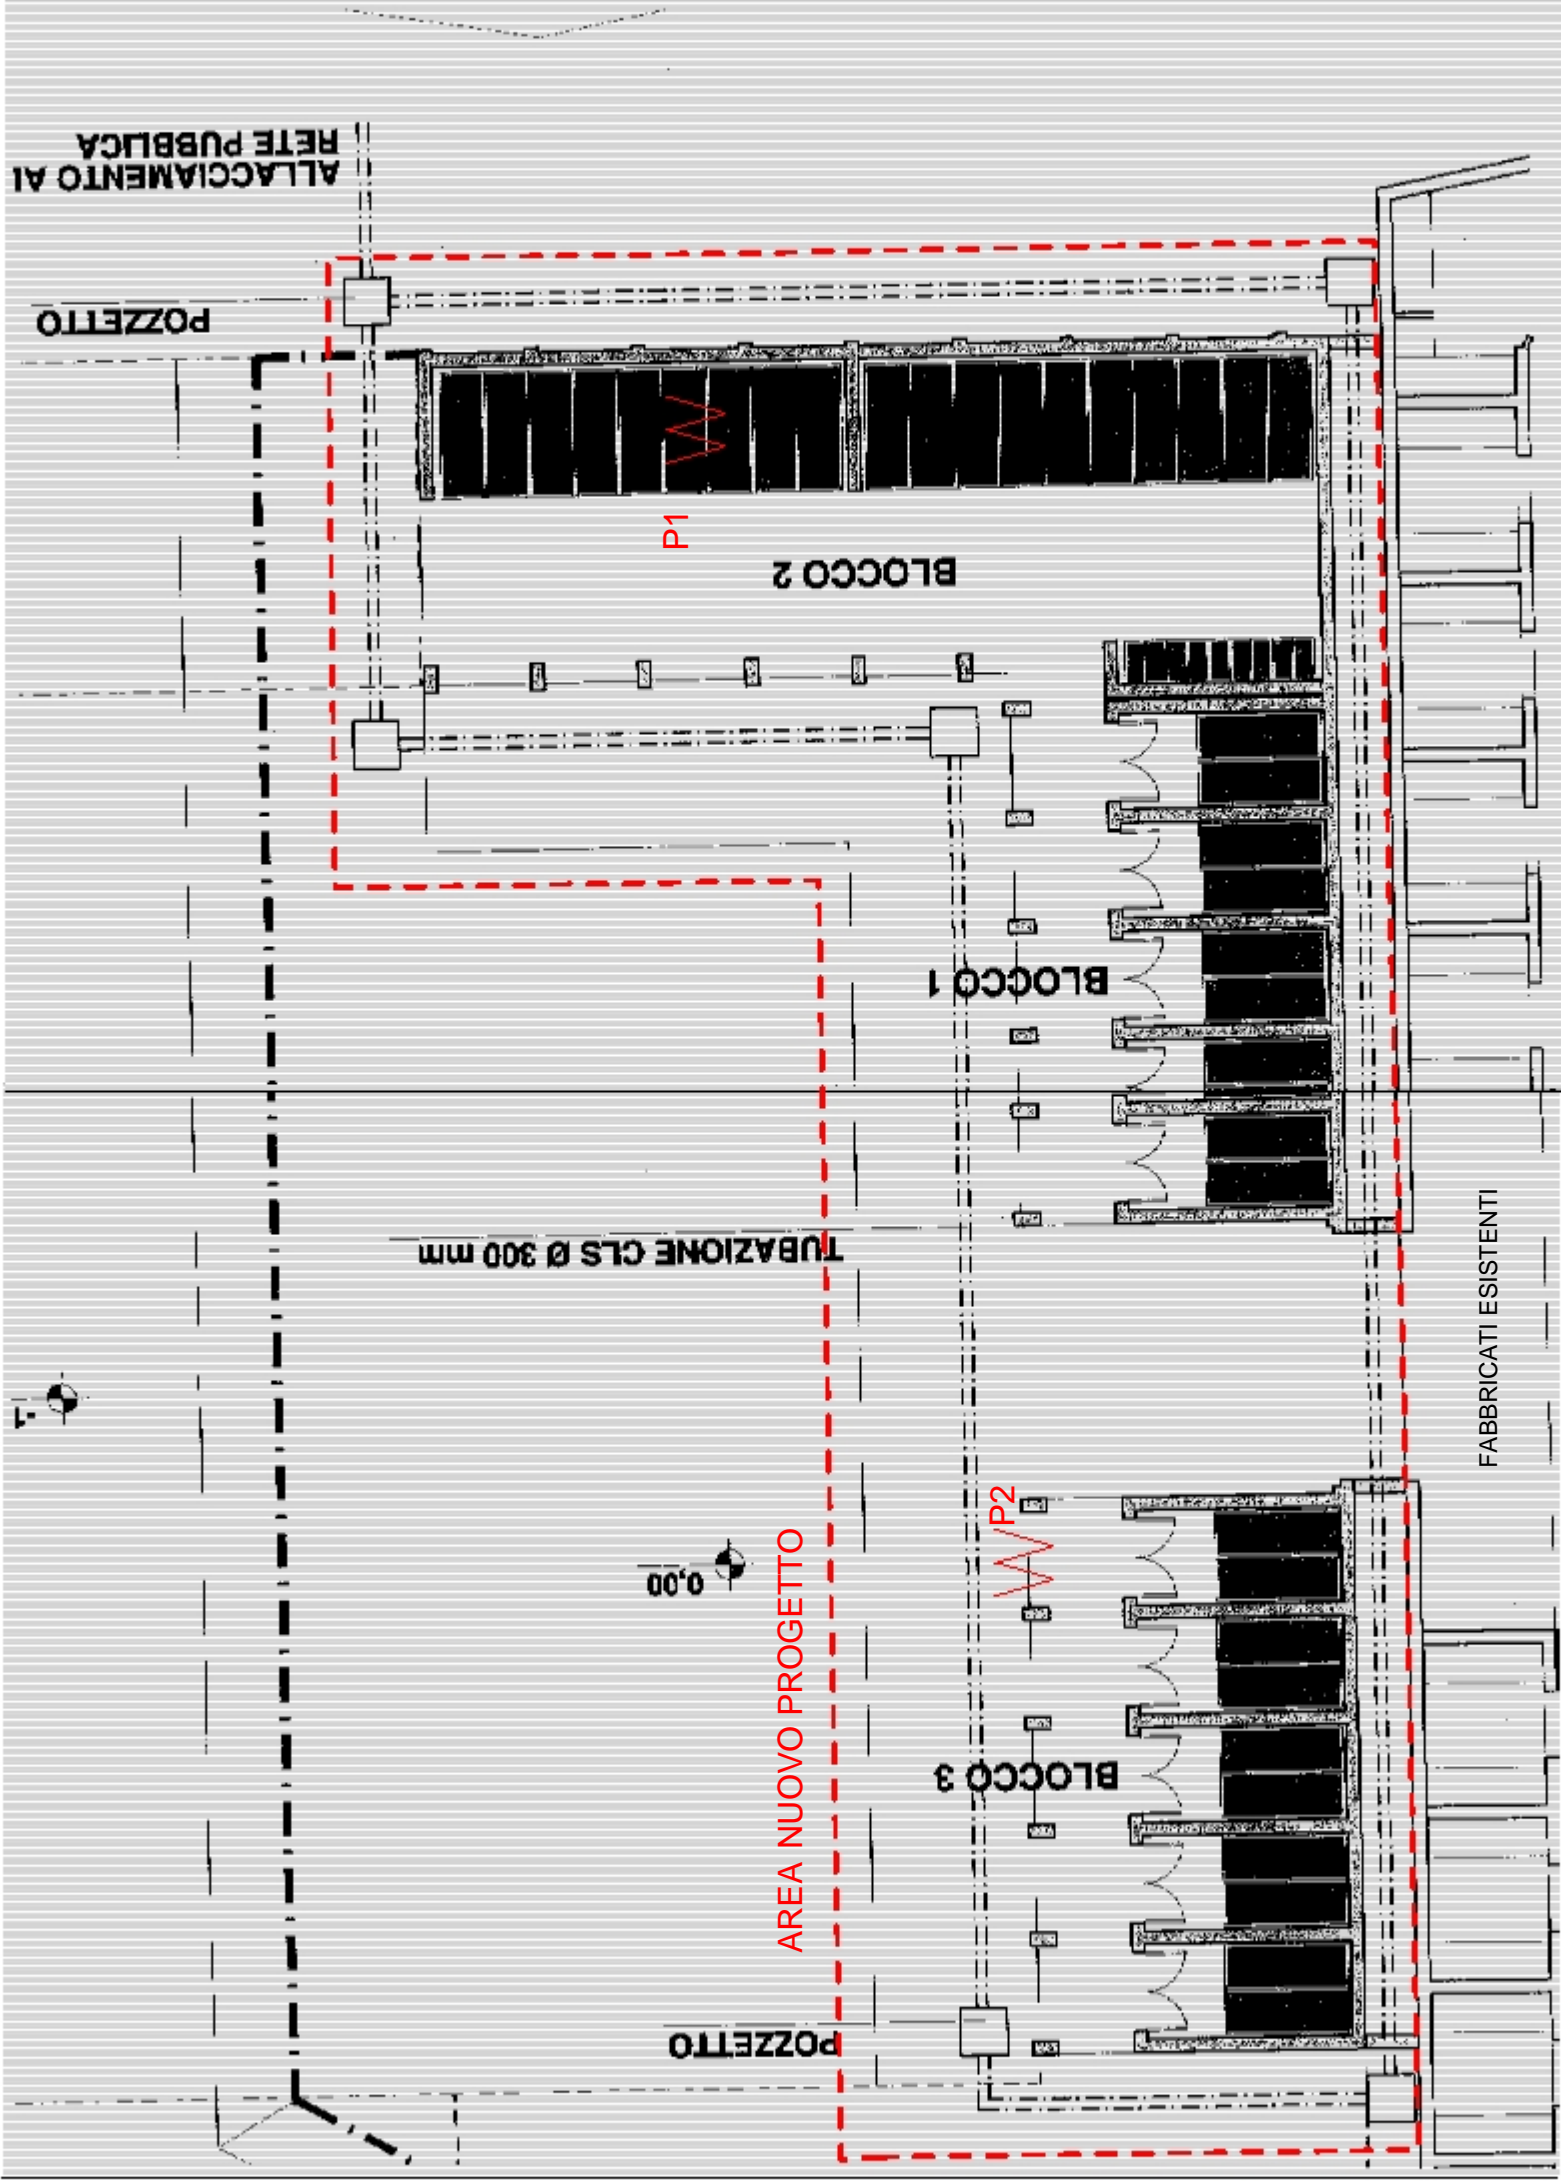 ALLACCIAMENTO AI
RETE PUBBLICA
POZZETTO
P1
BLOCCO 2
BLOCCO 1
TUBAZIONE CLS Ø 300 mm
FABBRICATI ESISTENTI
-1
P2
0,00
AREA NUOVO PROGETTO
BLOCCO 3
POZZETTO